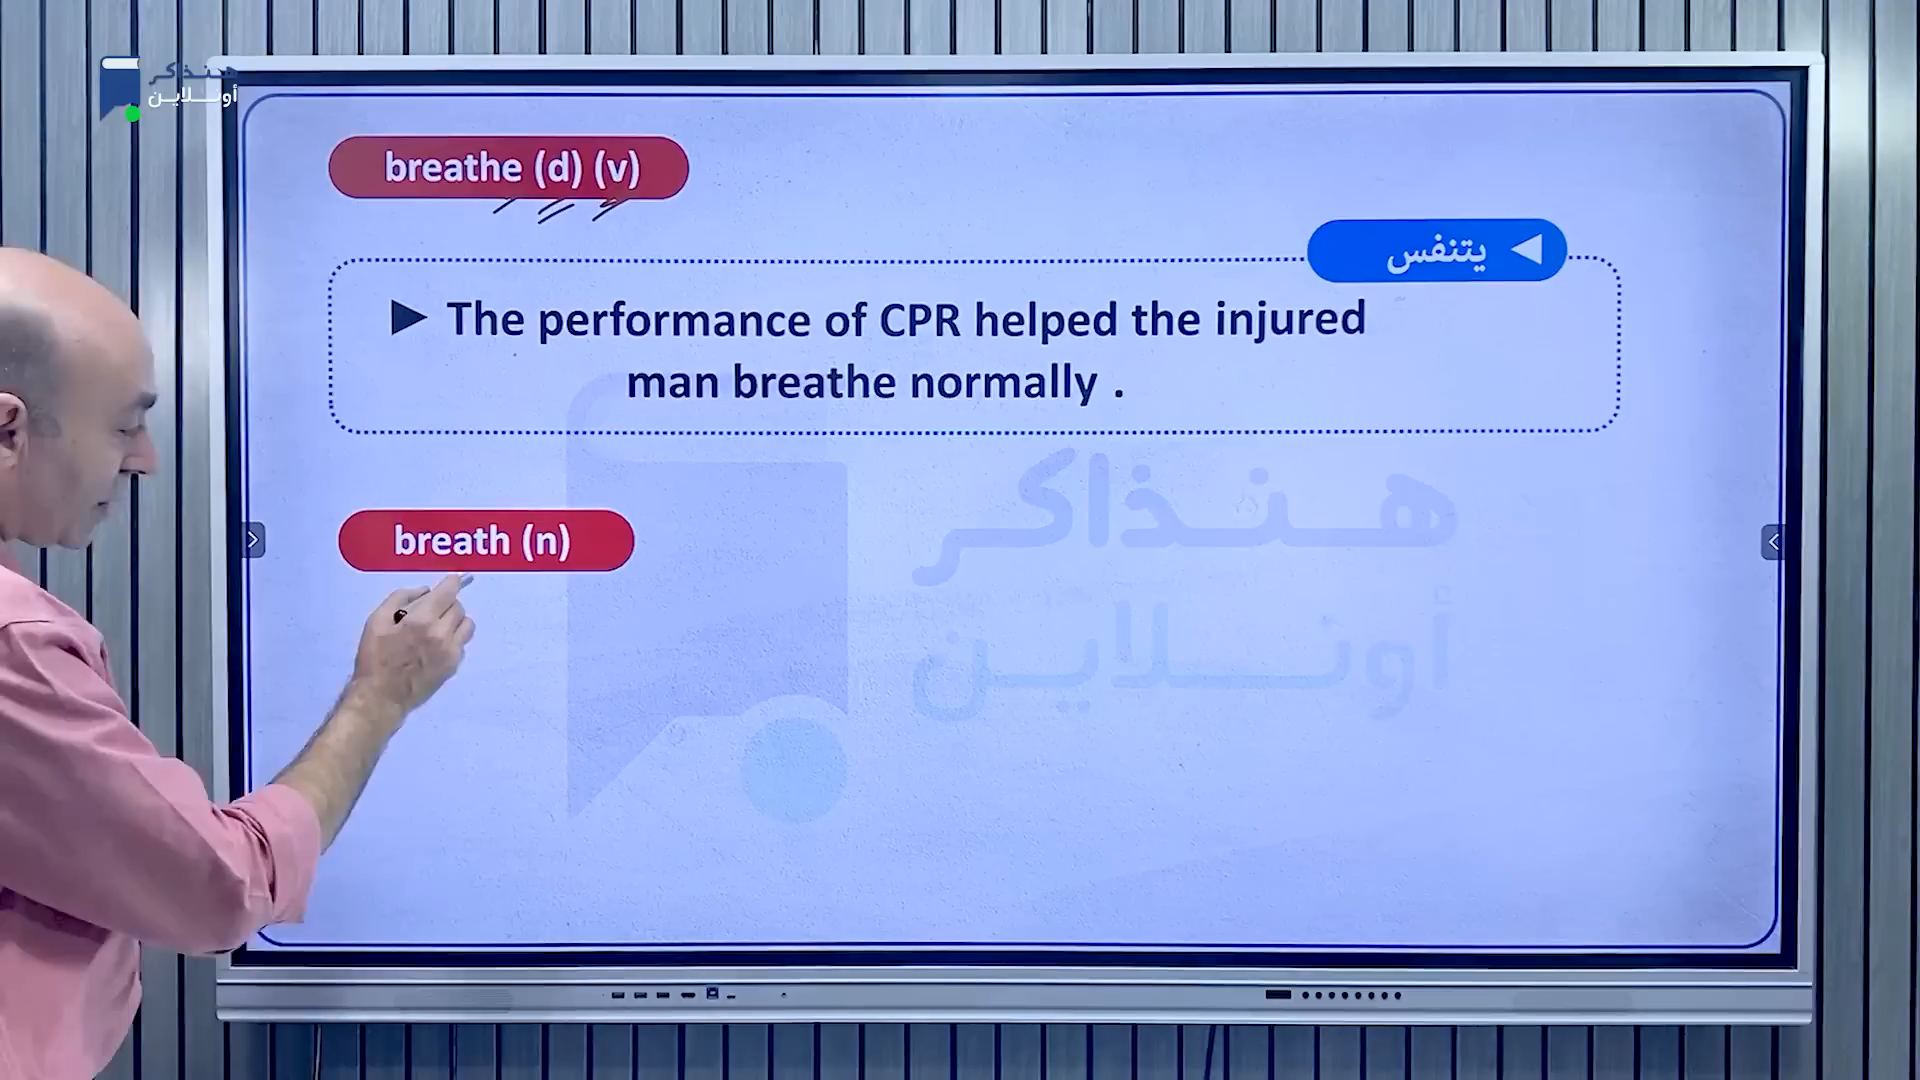 هنذاكر
أونلاين
breathe (d) (v)
يتنفس
The performance of CPR helped the injured
man breathe normally .
breath (n)
هنذاكر
أونلاين